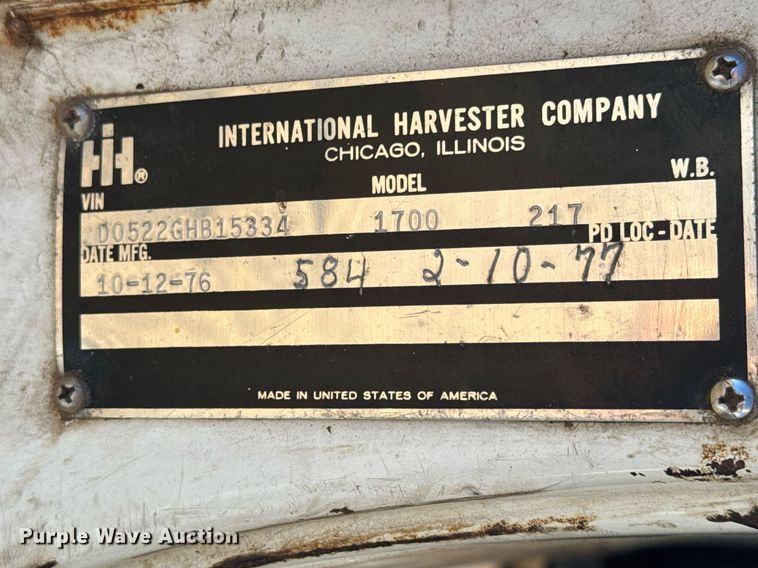 INTERNATIONAL HARVESTER COMPANY
CHICAGO, ILLINOIS
IH®
VIN MODEL W.B.
D0522GHB15334 1700 217
DATE MFG. PD LOC-DATE
10-12-76 584 2-10-77
MADE IN UNITED STATES OF AMERICA
Purple Wave Auction